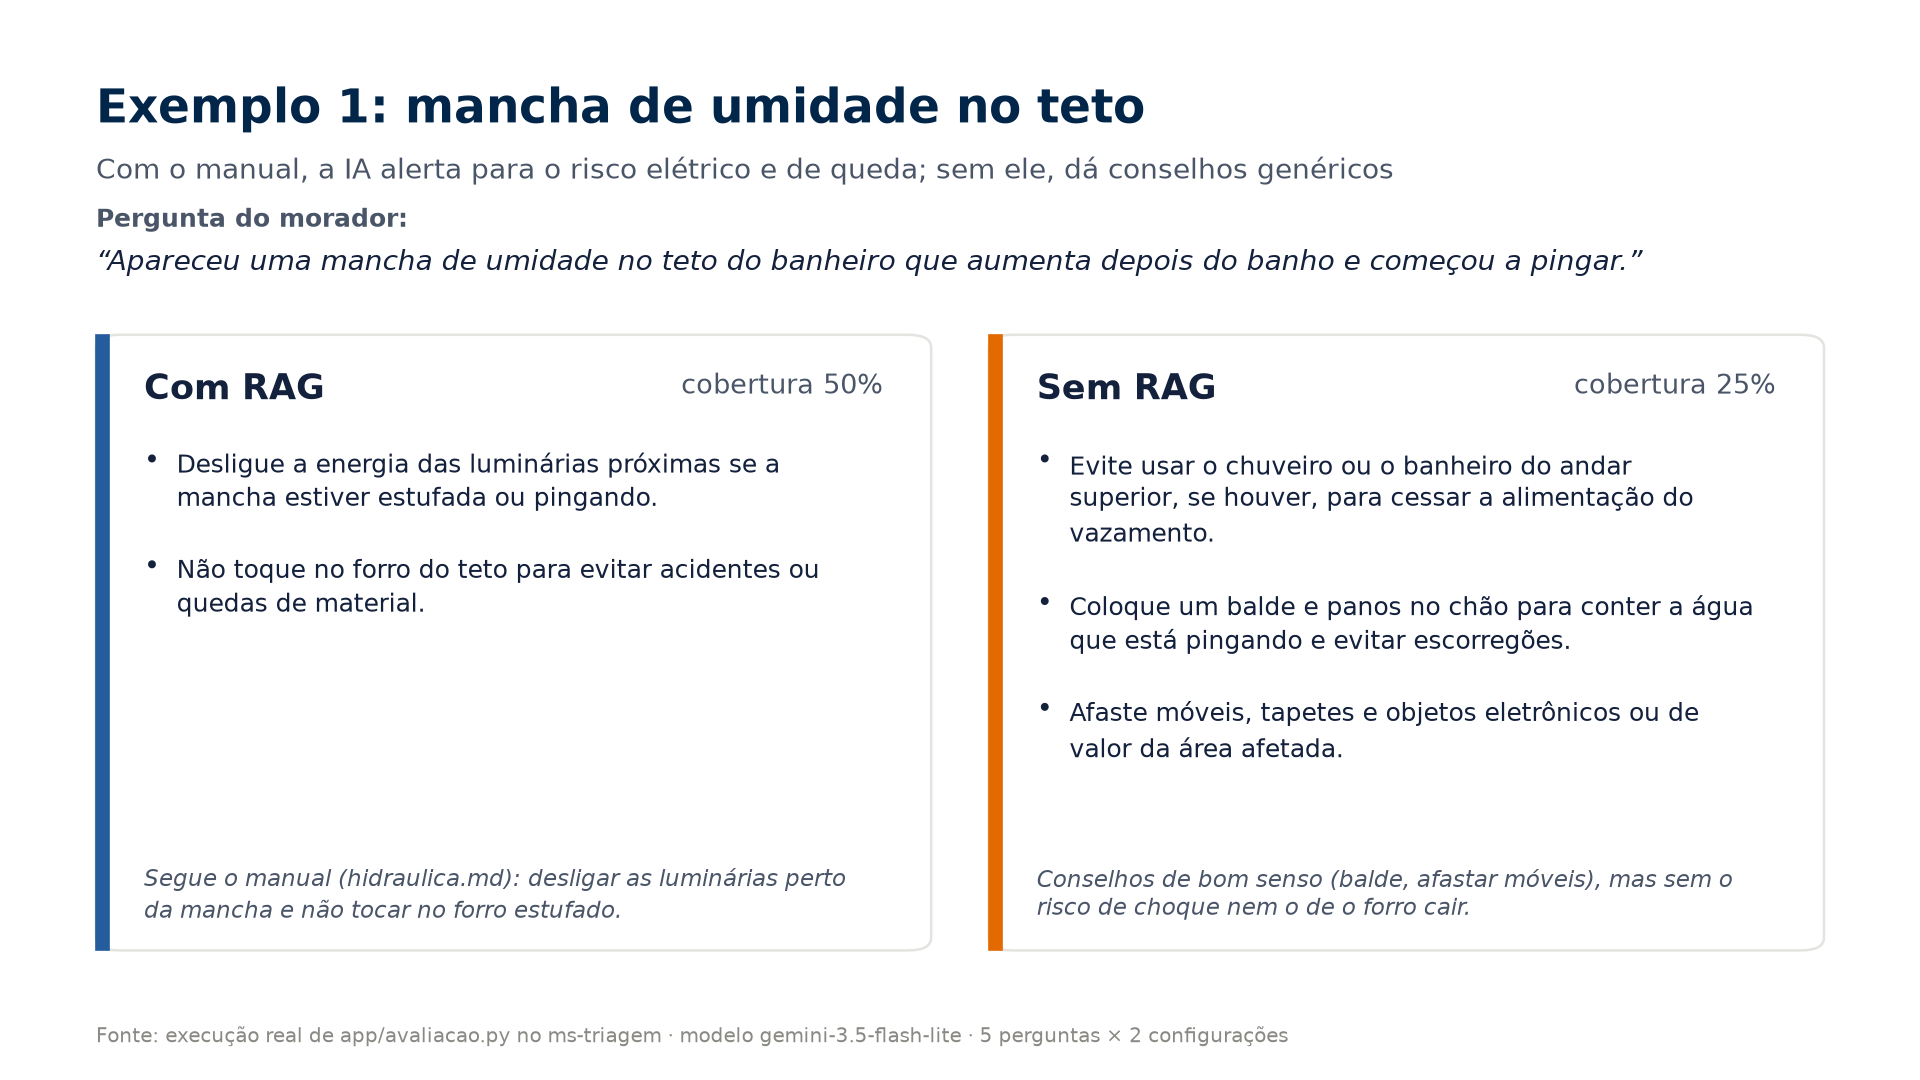 Exemplo 1: mancha de umidade no teto
Com o manual, a IA alerta para o risco elétrico e de queda; sem ele, dá conselhos genéricos
Pergunta do morador:
“Apareceu uma mancha de umidade no teto do banheiro que aumenta depois do banho e começou a pingar.”
Com RAG
cobertura 50%
• Desligue a energia das luminárias próximas se a
mancha estiver estufada ou pingando.
• Não toque no forro do teto para evitar acidentes ou
quedas de material.
Segue o manual (hidraulica.md): desligar as luminárias perto
da mancha e não tocar no forro estufado.
Sem RAG
cobertura 25%
• Evite usar o chuveiro ou o banheiro do andar
superior, se houver, para cessar a alimentação do
vazamento.
• Coloque um balde e panos no chão para conter a água
que está pingando e evitar escorregões.
• Afaste móveis, tapetes e objetos eletrônicos ou de
valor da área afetada.
Conselhos de bom senso (balde, afastar móveis), mas sem o
risco de choque nem o de o forro cair.
Fonte: execução real de app/avaliacao.py no ms-triagem · modelo gemini-3.5-flash-lite · 5 perguntas × 2 configurações